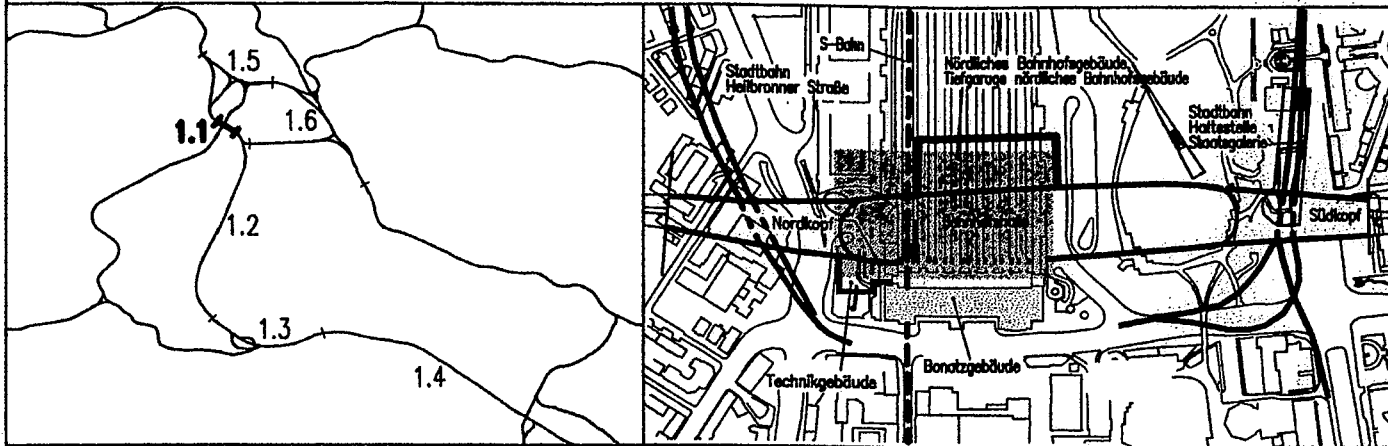 1.5
1.1
1.6
1.2
1.3
1.4
S-Bahn
Stadtbahn
Heilbronner Straße
Nördliches Bahnhofsgebäude,
Tiefgarage nördliches Bahnhofsgebäude
Stadtbahn
Haltestelle
Staatsgalerie
Nordkopf
Südkopf
Technikgebäude
Bonatzgebäude